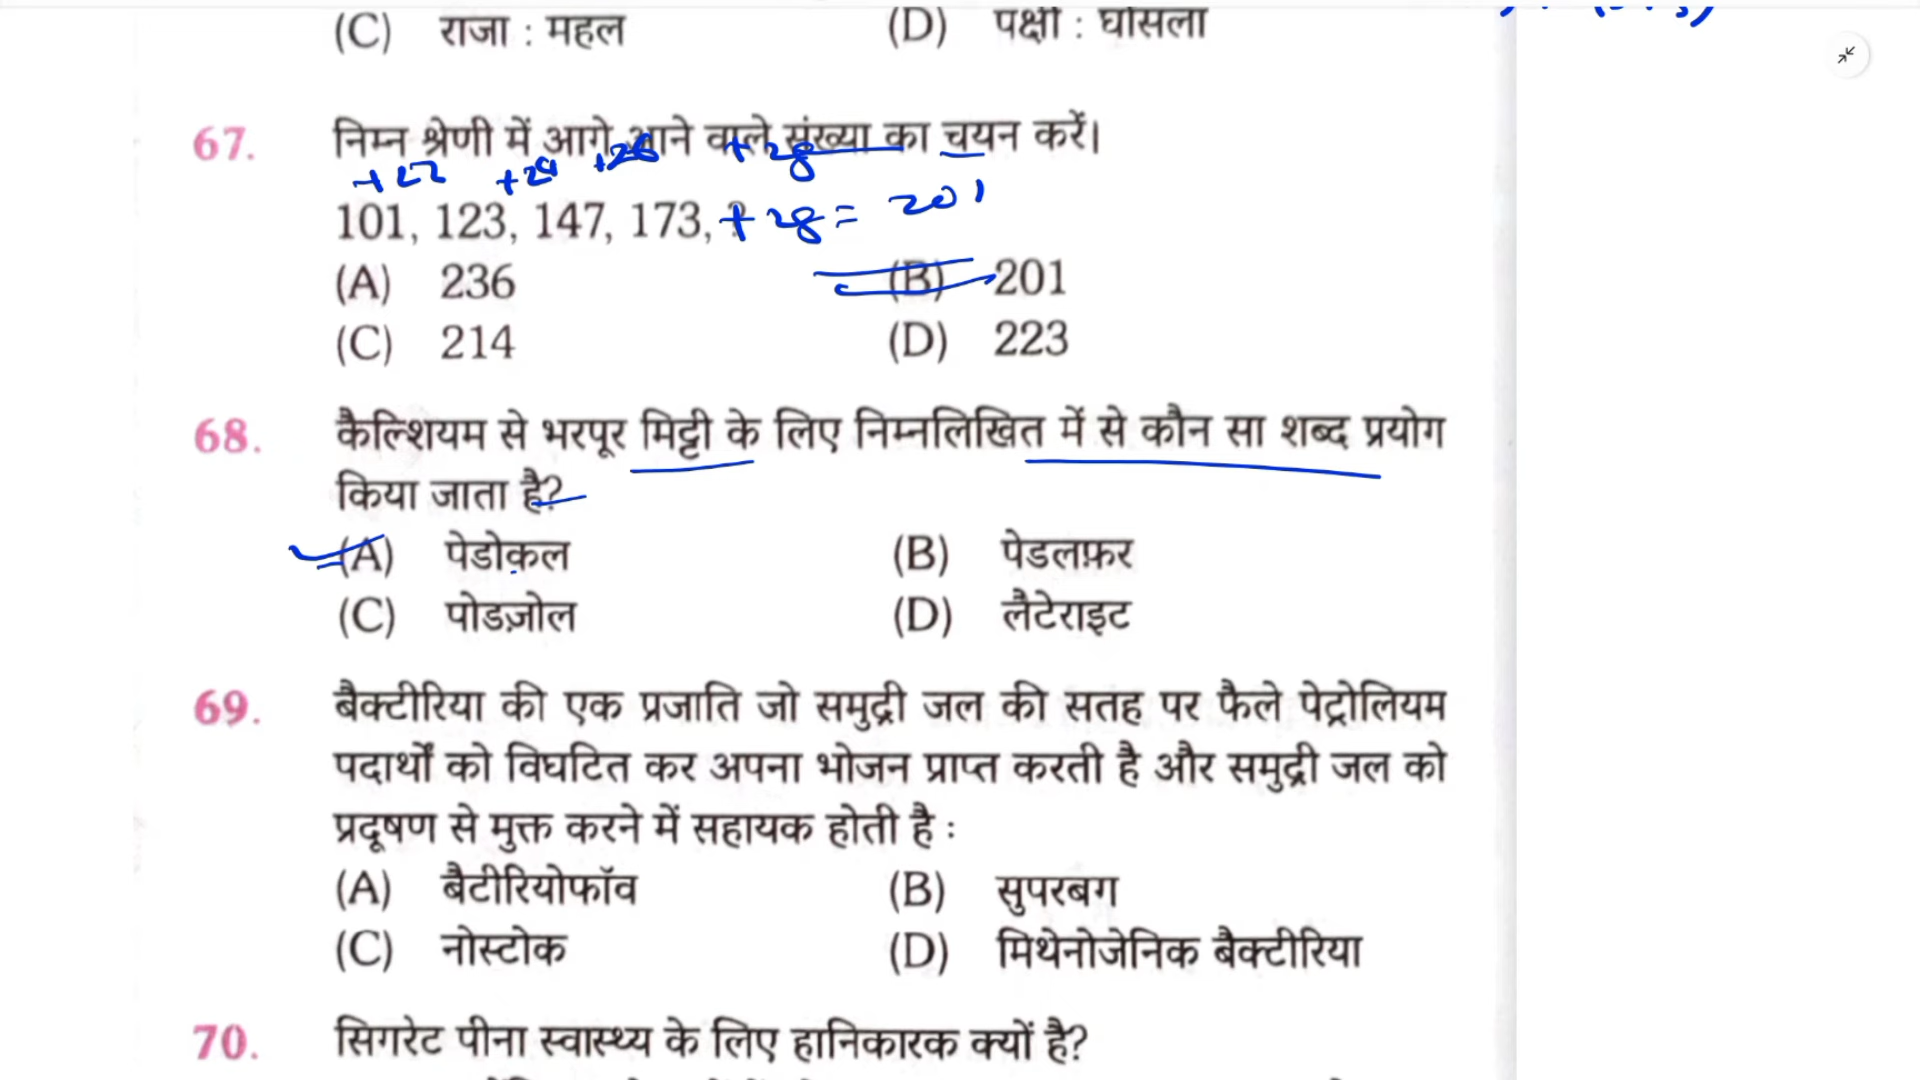 (C) राजा : महल (D) पक्षी : घोंसला
67. निम्न श्रेणी में आगे आने वाले संख्या का चयन करें।
+22 +24 +26 +28
101, 123, 147, 173, ? +28 = 201
(A) 236 (B) 201
(C) 214 (D) 223
68. कैल्शियम से भरपूर मिट्टी के लिए निम्नलिखित में से कौन सा शब्द प्रयोग
किया जाता है?
(A) पेडोकल (B) पेडलफ़र
(C) पोडज़ोल (D) लैटेराइट
69. बैक्टीरिया की एक प्रजाति जो समुद्री जल की सतह पर फैले पेट्रोलियम
पदार्थों को विघटित कर अपना भोजन प्राप्त करती है और समुद्री जल को
प्रदूषण से मुक्त करने में सहायक होती है :
(A) बैटीरियोफॉव (B) सुपरबग
(C) नोस्टोक (D) मिथेनोजेनिक बैक्टीरिया
70. सिगरेट पीना स्वास्थ्य के लिए हानिकारक क्यों है?